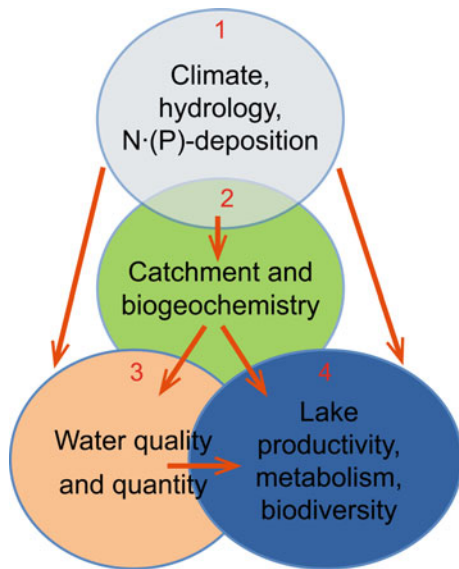 1
Climate,
hydrology,
N·(P)-deposition
2
Catchment and
biogeochemistry
3
Water quality
and quantity
4
Lake
productivity,
metabolism,
biodiversity